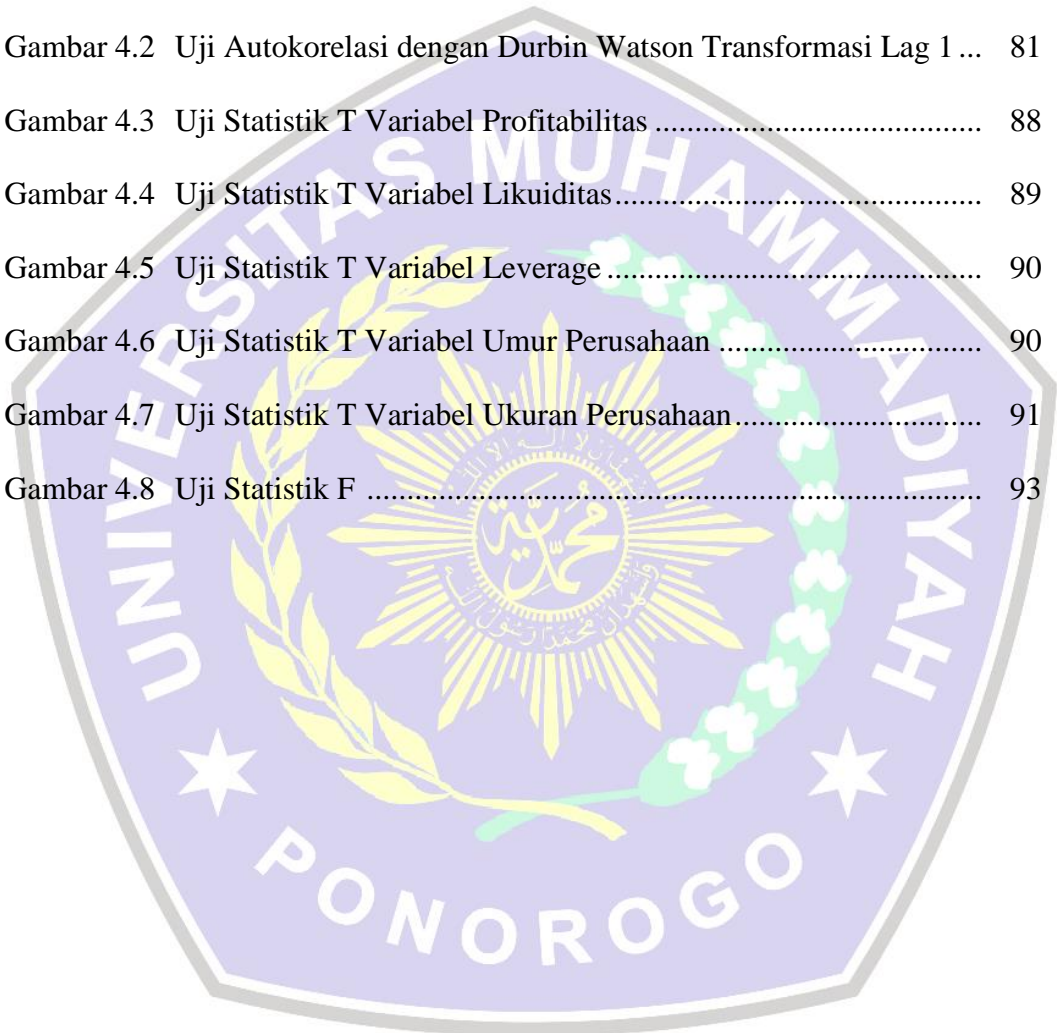 Gambar 4.2 Uji Autokorelasi dengan Durbin Watson Transformasi Lag 1 ... 81
Gambar 4.3 Uji Statistik T Variabel Profitabilitas ..................................... 88
Gambar 4.4 Uji Statistik T Variabel Likuiditas.......................................... 89
Gambar 4.5 Uji Statistik T Variabel Leverage .......................................... 90
Gambar 4.6 Uji Statistik T Variabel Umur Perusahaan ............................. 90
Gambar 4.7 Uji Statistik T Variabel Ukuran Perusahaan............................ 91
Gambar 4.8 Uji Statistik F ..................................................................... 93
UNIVERSITAS MUHAMMADIYAH
PONOROGO
محمدية